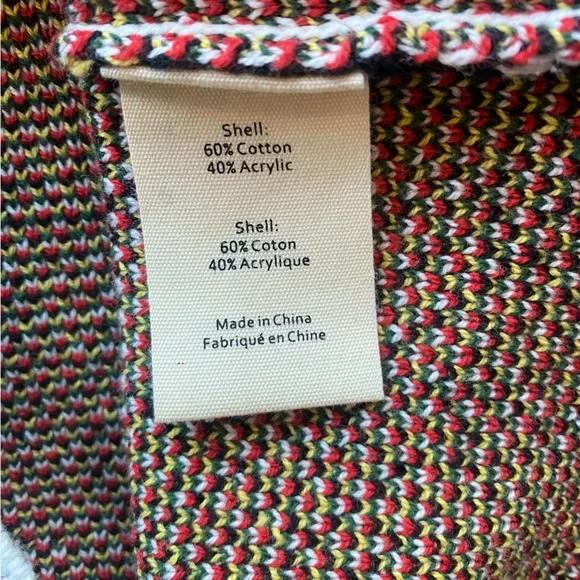 Shell:
60% Cotton
40% Acrylic
Shell:
60% Coton
40% Acrylique
Made in China
Fabriqué en Chine